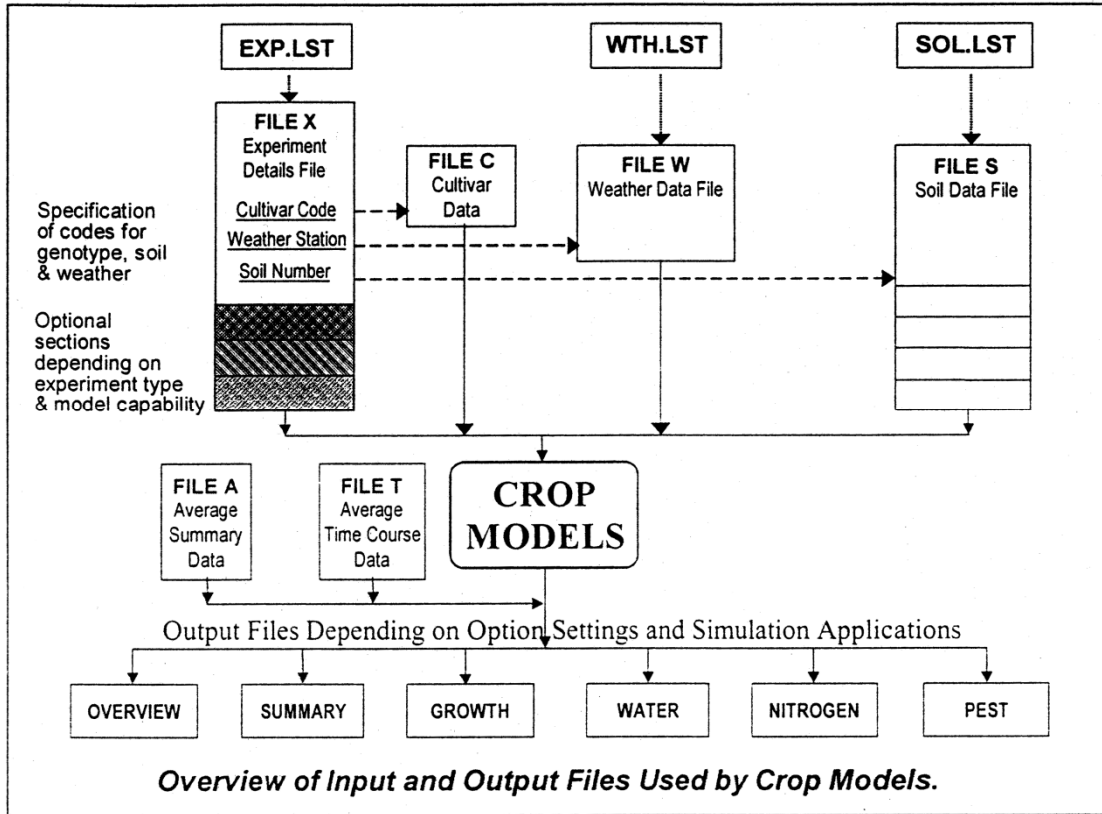 EXP.LST
WTH.LST
SOL.LST
FILE X
Experiment
Details File
Cultivar Code
Weather Station
Soil Number
FILE C
Cultivar
Data
FILE W
Weather Data File
FILE S
Soil Data File
Specification
of codes for
genotype, soil
& weather
Optional
sections
depending on
experiment type
& model capability
FILE A
Average
Summary
Data
FILE T
Average
Time Course
Data
CROP
MODELS
Output Files Depending on Option Settings and Simulation Applications
OVERVIEW
SUMMARY
GROWTH
WATER
NITROGEN
PEST
Overview of Input and Output Files Used by Crop Models.